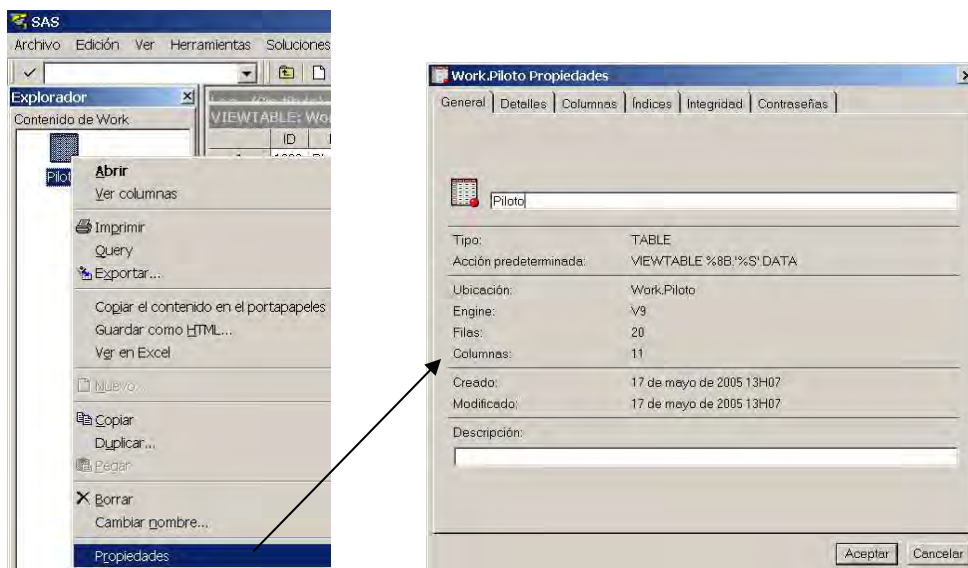 SAS
Archivo Edición Ver Herramientas Soluciones
Explorador
Contenido de Work
VIEWTABLE:
ID
Abrir
Ver columnas
Imprimir
Query
Exportar...
Copiar el contenido en el portapapeles
Guardar como HTML...
Ver en Excel
Nuevo
Copiar
Duplicar...
Pegar
Borrar
Cambiar nombre...
Propiedades
Work.Piloto Propiedades
General Detalles Columnas Índices Integridad Contraseñas
Piloto
Tipo: TABLE
Acción predeterminada: VIEWTABLE %8B.'%S'.DATA
Ubicación: Work.Piloto
Engine: V9
Filas: 20
Columnas: 11
Creado: 17 de mayo de 2005 13H07
Modificado: 17 de mayo de 2005 13H07
Descripción:
Aceptar Cancelar